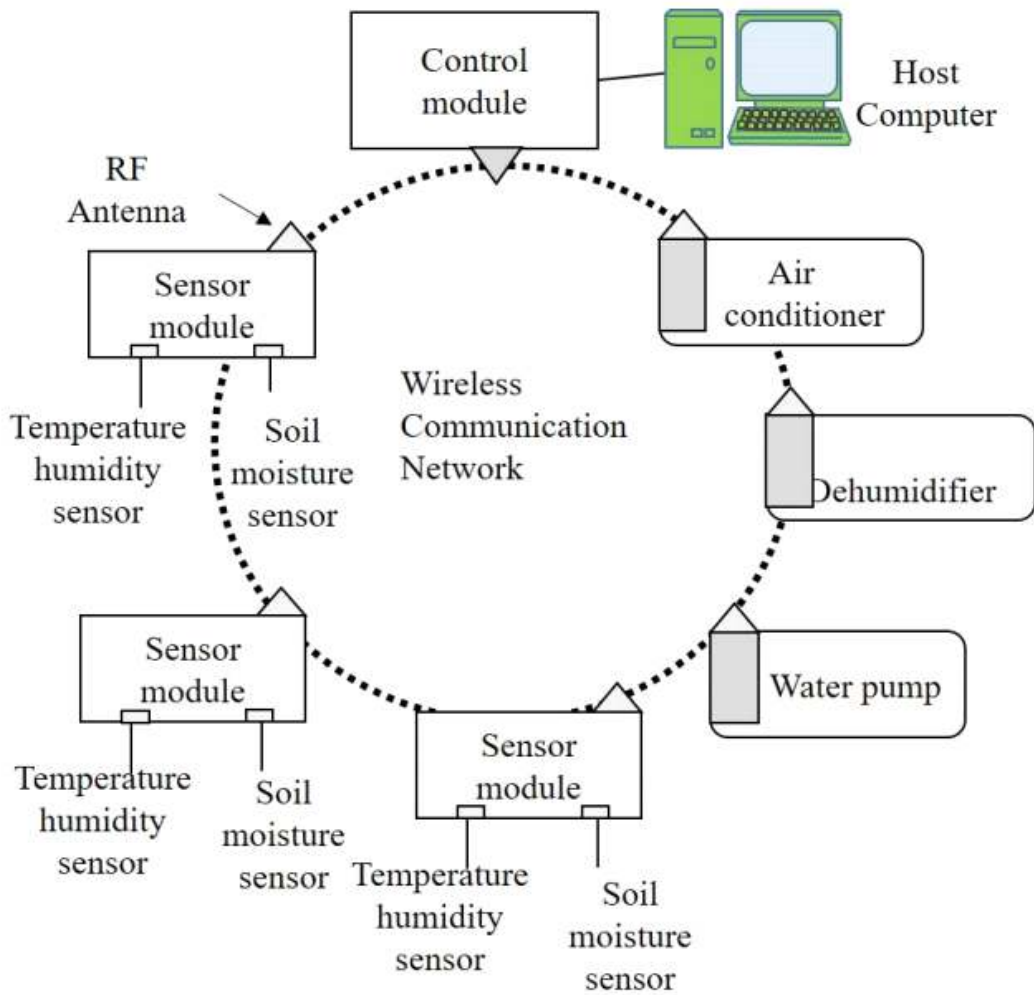 Control
module
Host
Computer
RF
Antenna
Sensor
module
Air
conditioner
Temperature
humidity
sensor
Soil
moisture
sensor
Wireless
Communication
Network
Dehumidifier
Sensor
module
Water pump
Temperature
humidity
sensor
Soil
moisture
sensor
Sensor
module
Temperature
humidity
sensor
Soil
moisture
sensor